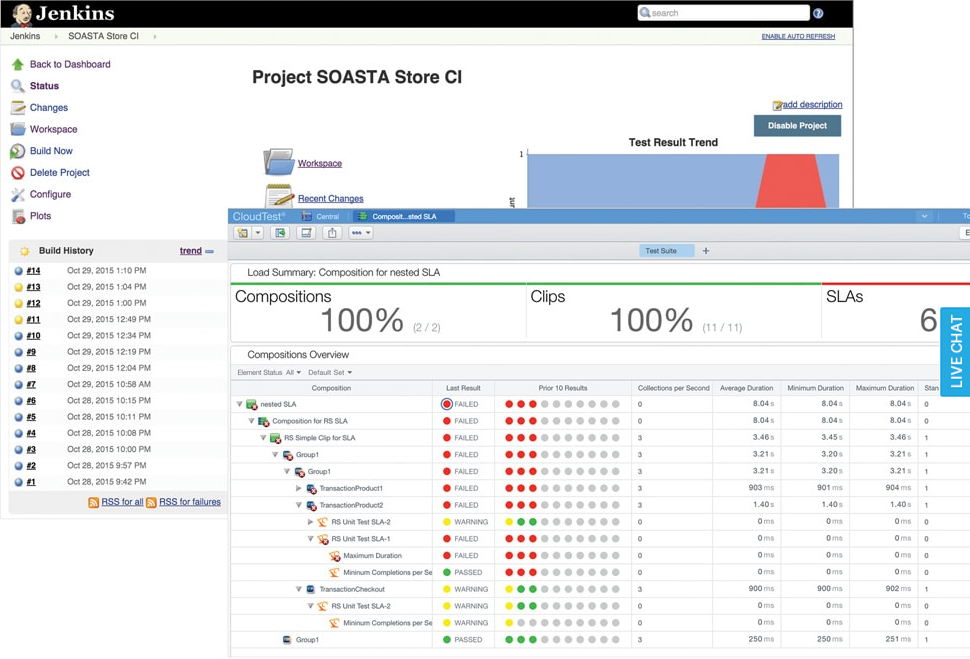 Jenkins
search
Jenkins SOASTA Store CI
ENABLE AUTO REFRESH
Back to Dashboard
Status
Changes
Workspace
Build Now
Delete Project
Configure
Plots
Project SOASTA Store CI
add description
Disable Project
Test Result Trend
1
Workspace
Recent Changes
Build History trend
#14 Oct 29, 2015 1:10 PM
#13 Oct 29, 2015 1:04 PM
#12 Oct 29, 2015 1:00 PM
#11 Oct 29, 2015 12:49 PM
#10 Oct 29, 2015 12:34 PM
#9 Oct 29, 2015 12:19 PM
#8 Oct 29, 2015 12:04 PM
#7 Oct 29, 2015 10:58 AM
#6 Oct 28, 2015 10:15 PM
#5 Oct 28, 2015 10:11 PM
#4 Oct 28, 2015 10:08 PM
#3 Oct 28, 2015 10:00 PM
#2 Oct 28, 2015 9:57 PM
#1 Oct 28, 2015 9:42 PM
RSS for all RSS for failures
CloudTest® Central Composit...sted SLA
Test Suite +
Load Summary: Composition for nested SLA
Compositions
100% (2 / 2)
Clips
100% (11 / 11)
SLAs
6
LIVE CHAT
Compositions Overview
Element Status All Default Set
Composition Last Result Prior 10 Results Collections per Second Average Duration Minimum Duration Maximum Duration Stan
nested SLA FAILED 0 8.04 s 8.04 s 8.04 s 0
Composition for RS SLA FAILED 0 8.04 s 8.04 s 8.04 s 0
RS Simple Clip for SLA FAILED 3 3.46 s 3.45 s 3.46 s 1
Group1 FAILED 3 3.21 s 3.20 s 3.21 s 1
Group1 FAILED 3 3.21 s 3.20 s 3.21 s 1
TransactionProduct1 FAILED 3 903 ms 901 ms 904 ms 1
TransactionProduct2 FAILED 3 1.40 s 1.40 s 1.40 s 1
RS Unit Test SLA-2 WARNING 0 0 ms 0 ms 0 ms 0
RS Unit Test SLA-1 FAILED 0 0 ms 0 ms 0 ms 0
Maximum Duration FAILED 0 0 ms 0 ms 0 ms 0
Minimum Completions per Se PASSED 0 0 ms 0 ms 0 ms 0
TransactionCheckout WARNING 3 900 ms 900 ms 902 ms 1
RS Unit Test SLA-2 WARNING 0 0 ms 0 ms 0 ms 0
Minimum Completions per Se WARNING 0 0 ms 0 ms 0 ms 0
Group1 PASSED 3 250 ms 250 ms 251 ms 1